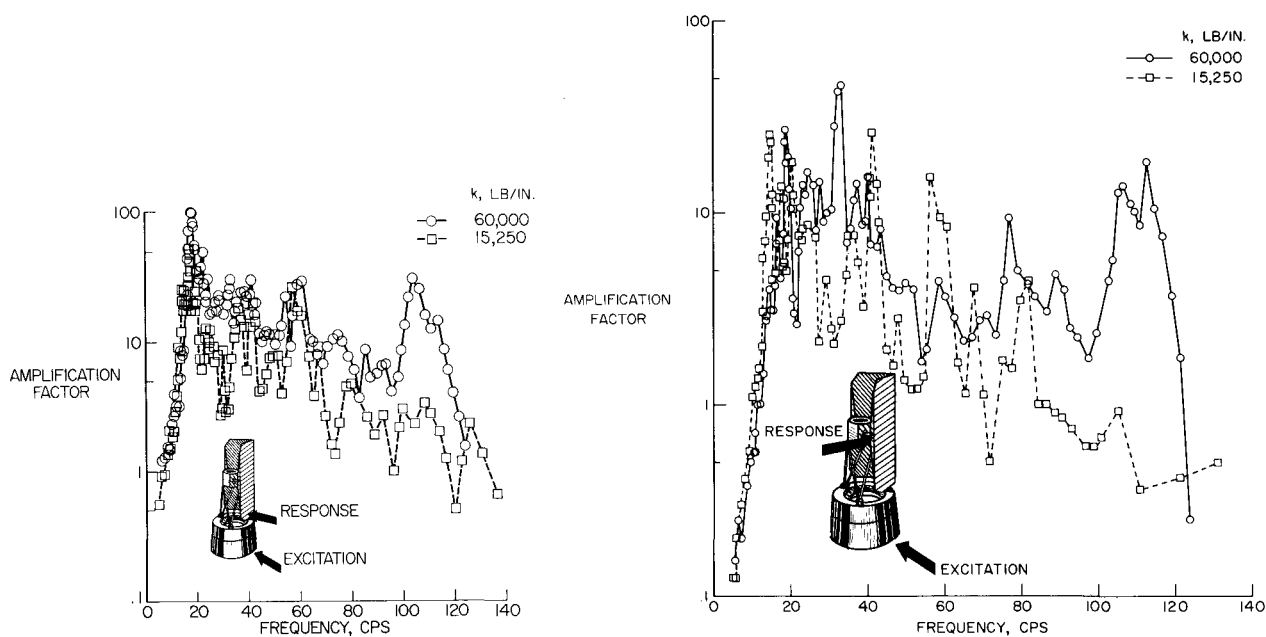 k, LB/IN.
60,000
15,250
100
10
1
.1
AMPLIFICATION
FACTOR
RESPONSE
EXCITATION
0 20 40 60 80 100 120 140
FREQUENCY, CPS
k, LB/IN.
60,000
15,250
100
10
1
.1
AMPLIFICATION
FACTOR
RESPONSE
EXCITATION
0 20 40 60 80 100 120 140
FREQUENCY, CPS